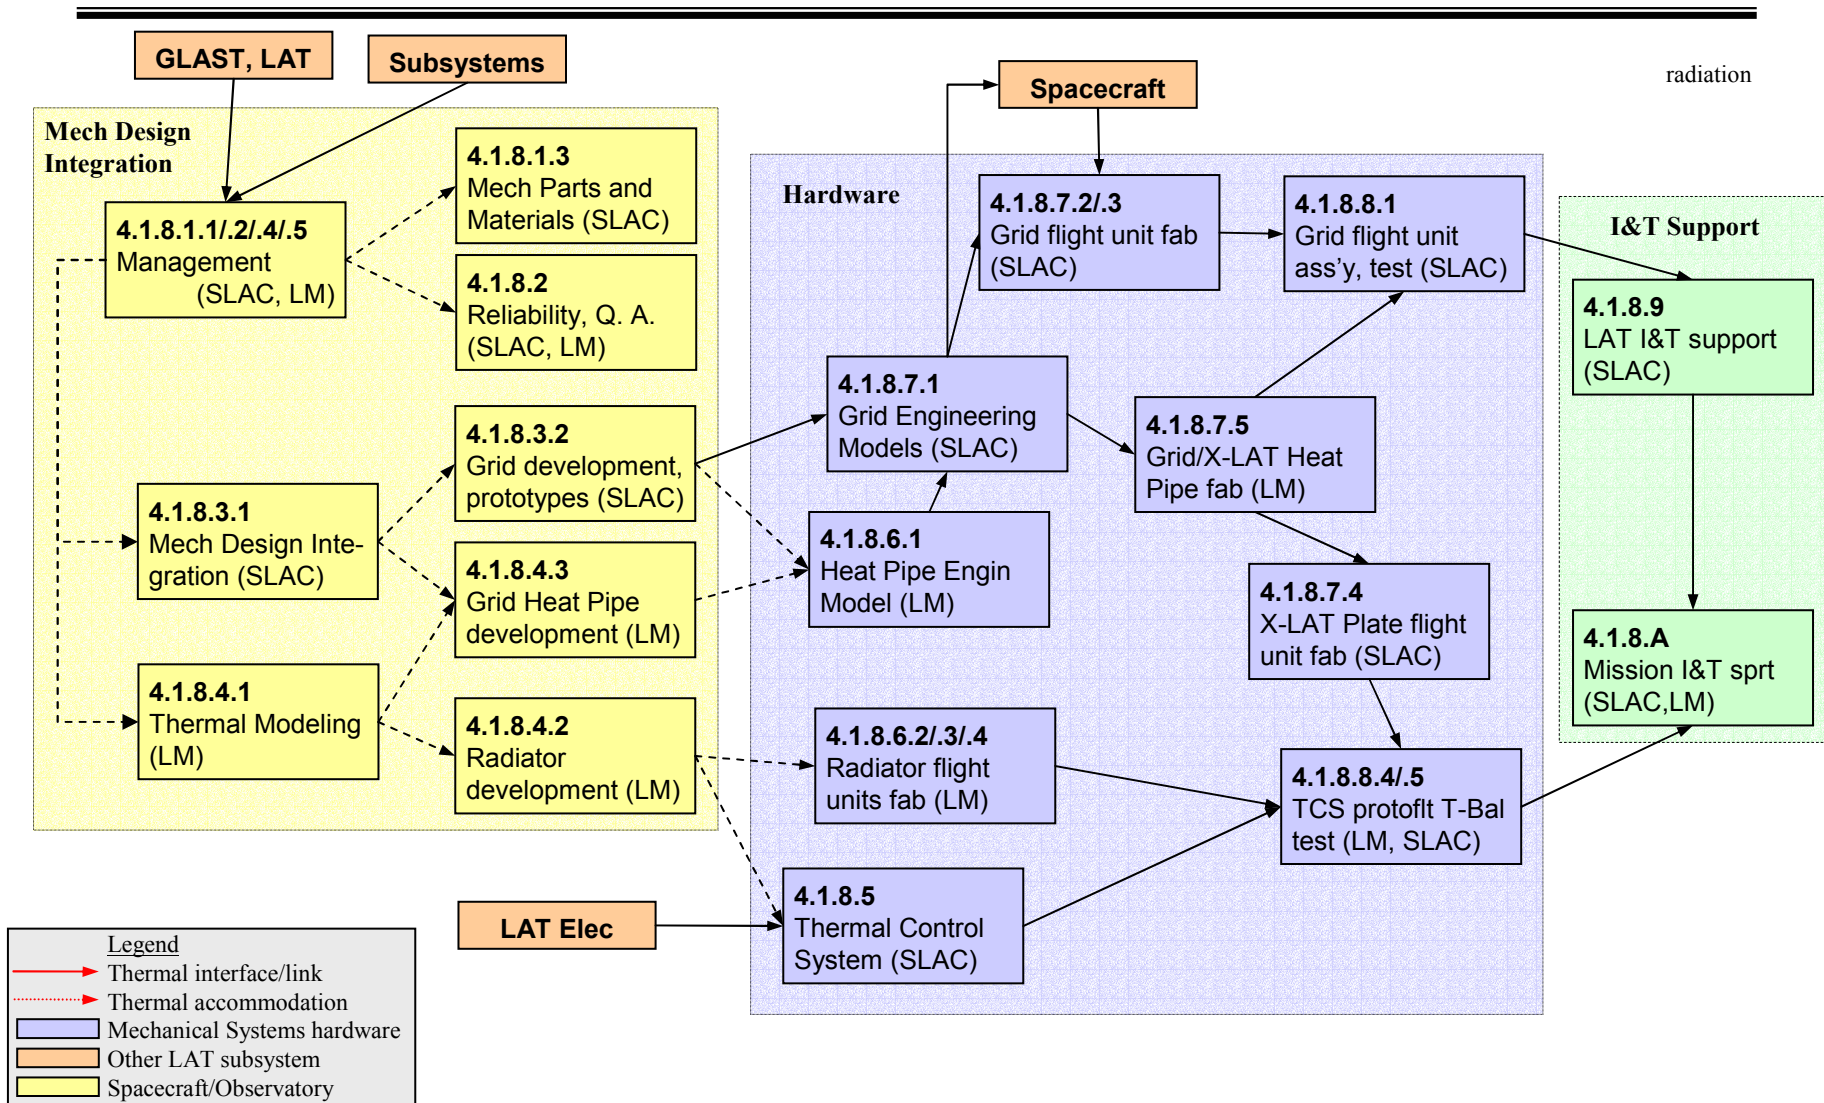 GLAST, LAT
Subsystems
Spacecraft
radiation
Mech Design
Integration
4.1.8.1.1/.2/.4/.5
Management
(SLAC, LM)
4.1.8.1.3
Mech Parts and
Materials (SLAC)
4.1.8.2
Reliability, Q. A.
(SLAC, LM)
4.1.8.3.1
Mech Design Inte-
gration (SLAC)
4.1.8.3.2
Grid development,
prototypes (SLAC)
4.1.8.4.3
Grid Heat Pipe
development (LM)
4.1.8.4.1
Thermal Modeling
(LM)
4.1.8.4.2
Radiator
development (LM)
Hardware
4.1.8.7.2/.3
Grid flight unit fab
(SLAC)
4.1.8.8.1
Grid flight unit
ass’y, test (SLAC)
4.1.8.7.1
Grid Engineering
Models (SLAC)
4.1.8.7.5
Grid/X-LAT Heat
Pipe fab (LM)
4.1.8.6.1
Heat Pipe Engin
Model (LM)
4.1.8.7.4
X-LAT Plate flight
unit fab (SLAC)
4.1.8.6.2/.3/.4
Radiator flight
units fab (LM)
4.1.8.8.4/.5
TCS protoflt T-Bal
test (LM, SLAC)
4.1.8.5
Thermal Control
System (SLAC)
LAT Elec
I&T Support
4.1.8.9
LAT I&T support
(SLAC)
4.1.8.A
Mission I&T sprt
(SLAC,LM)
Legend
Thermal interface/link
Thermal accommodation
Mechanical Systems hardware
Other LAT subsystem
Spacecraft/Observatory